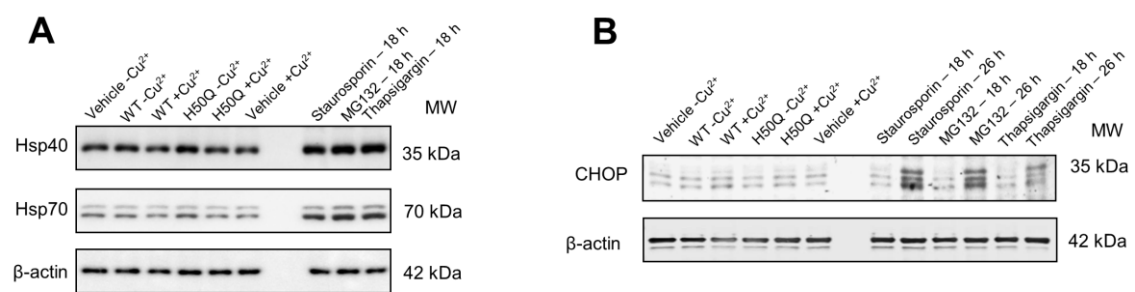 A
Vehicle -Cu²⁺
WT -Cu²⁺
WT +Cu²⁺
H50Q -Cu²⁺
H50Q +Cu²⁺
Vehicle +Cu²⁺
Staurosporin – 18 h
MG132 – 18 h
Thapsigargin – 18 h
MW
Hsp40
35 kDa
Hsp70
70 kDa
β-actin
42 kDa
B
Vehicle -Cu²⁺
WT -Cu²⁺
WT +Cu²⁺
H50Q -Cu²⁺
H50Q +Cu²⁺
Vehicle +Cu²⁺
Staurosporin – 18 h
Staurosporin – 26 h
MG132 – 18 h
MG132 – 26 h
Thapsigargin – 18 h
Thapsigargin – 26 h
MW
CHOP
35 kDa
β-actin
42 kDa